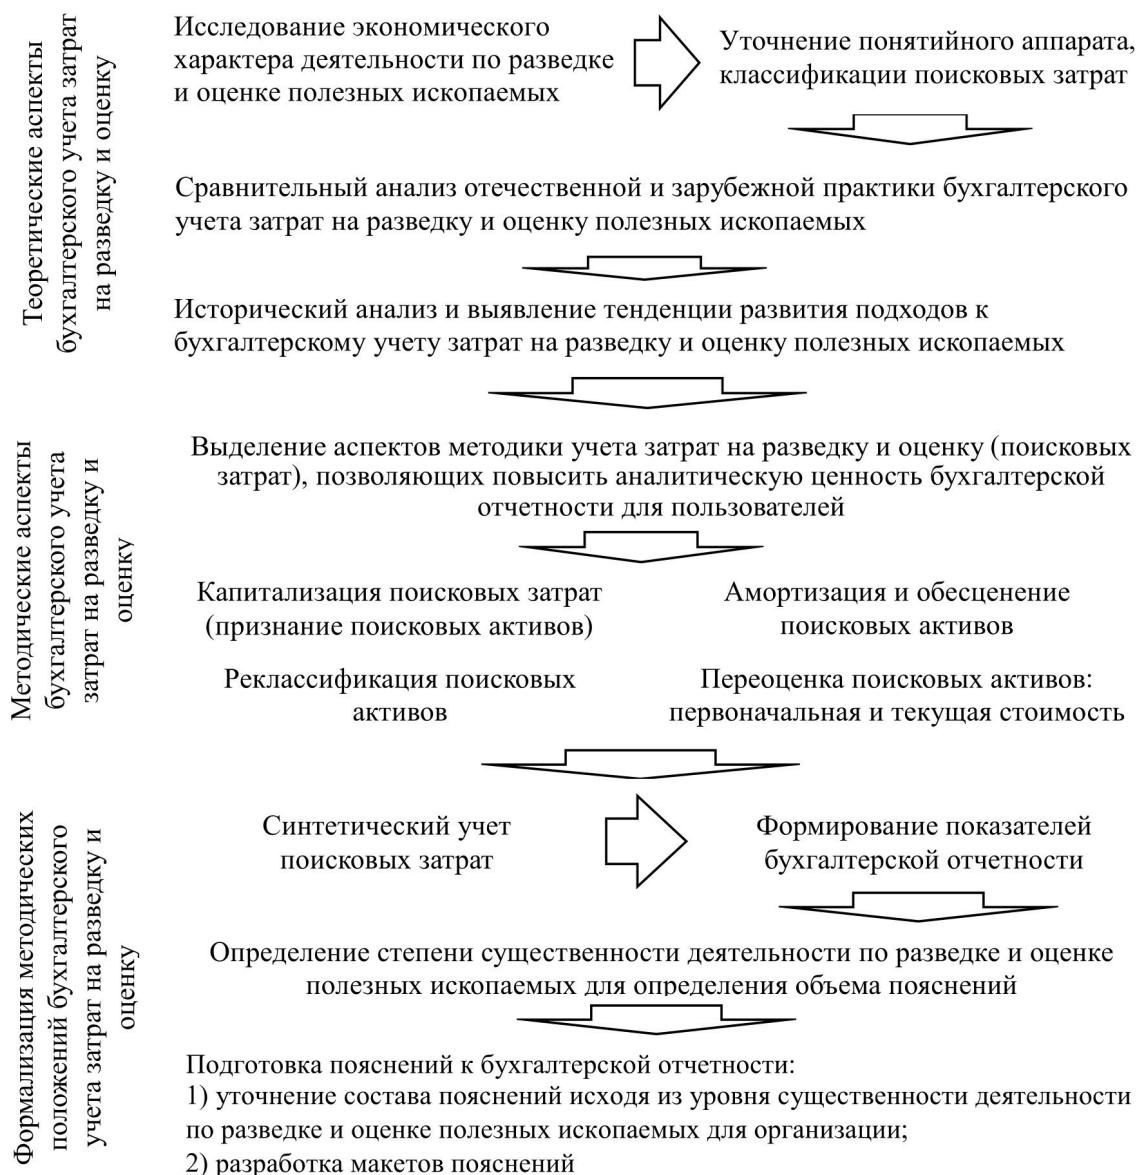 Теоретические аспекты
бухгалтерского учета затрат
на разведку и оценку
Исследование экономического
характера деятельности по разведке
и оценке полезных ископаемых
Уточнение понятийного аппарата,
классификации поисковых затрат
Сравнительный анализ отечественной и зарубежной практики бухгалтерского
учета затрат на разведку и оценку полезных ископаемых
Исторический анализ и выявление тенденции развития подходов к
бухгалтерскому учету затрат на разведку и оценку полезных ископаемых
Методические аспекты
бухгалтерского учета
затрат на разведку и
оценку
Выделение аспектов методики учета затрат на разведку и оценку (поисковых
затрат), позволяющих повысить аналитическую ценность бухгалтерской
отчетности для пользователей
Капитализация поисковых затрат
(признание поисковых активов)
Амортизация и обесценение
поисковых активов
Реклассификация поисковых
активов
Переоценка поисковых активов:
первоначальная и текущая стоимость
Формализация методических
положений бухгалтерского
учета затрат на разведку и
оценку
Синтетический учет
поисковых затрат
Формирование показателей
бухгалтерской отчетности
Определение степени существенности деятельности по разведке и оценке
полезных ископаемых для определения объема пояснений
Подготовка пояснений к бухгалтерской отчетности:
1) уточнение состава пояснений исходя из уровня существенности деятельности
по разведке и оценке полезных ископаемых для организации;
2) разработка макетов пояснений